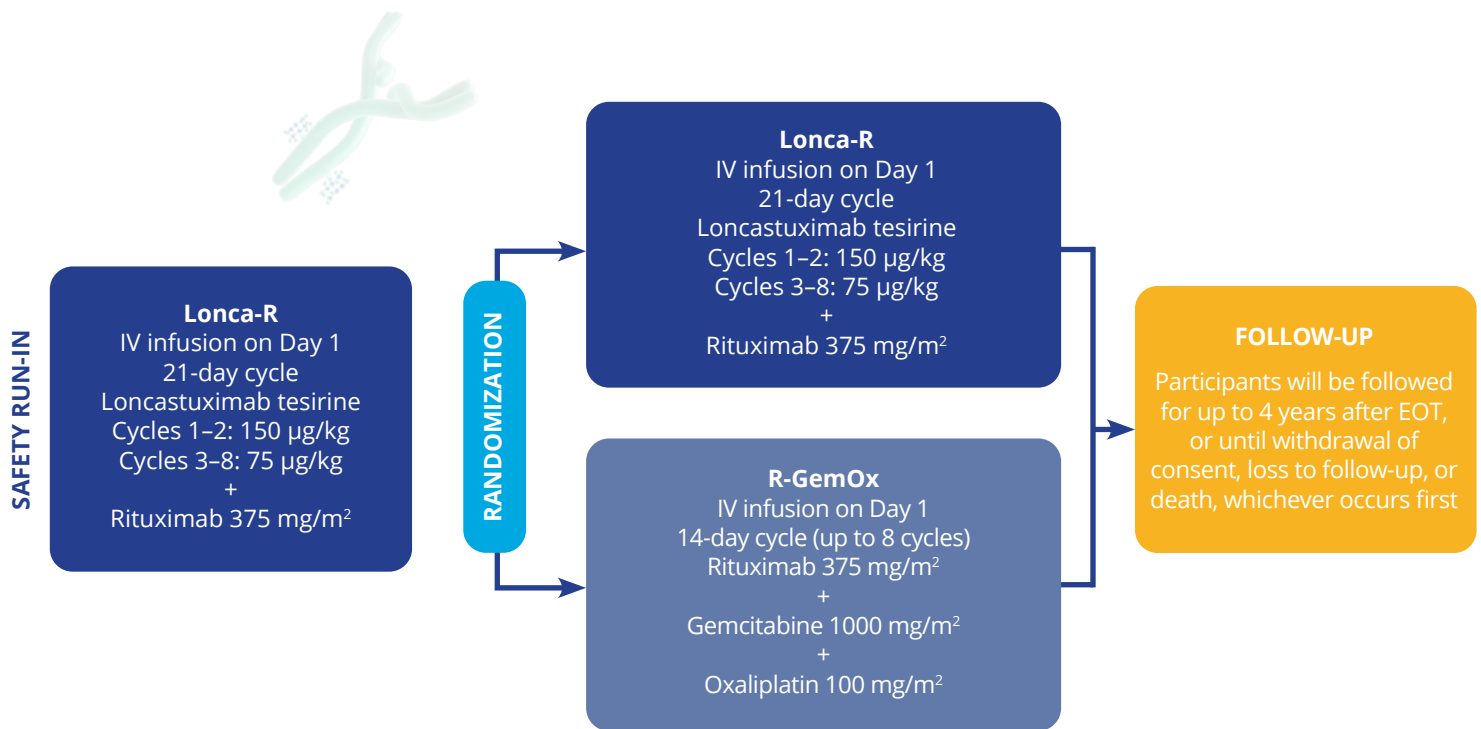 SAFETY RUN-IN
Lonca-R
IV infusion on Day 1
21-day cycle
Loncastuximab tesirine
Cycles 1–2: 150 µg/kg
Cycles 3–8: 75 µg/kg
+
Rituximab 375 mg/m²
RANDOMIZATION
Lonca-R
IV infusion on Day 1
21-day cycle
Loncastuximab tesirine
Cycles 1–2: 150 µg/kg
Cycles 3–8: 75 µg/kg
+
Rituximab 375 mg/m²
R-GemOx
IV infusion on Day 1
14-day cycle (up to 8 cycles)
Rituximab 375 mg/m²
+
Gemcitabine 1000 mg/m²
+
Oxaliplatin 100 mg/m²
FOLLOW-UP
Participants will be followed
for up to 4 years after EOT,
or until withdrawal of
consent, loss to follow-up, or
death, whichever occurs first